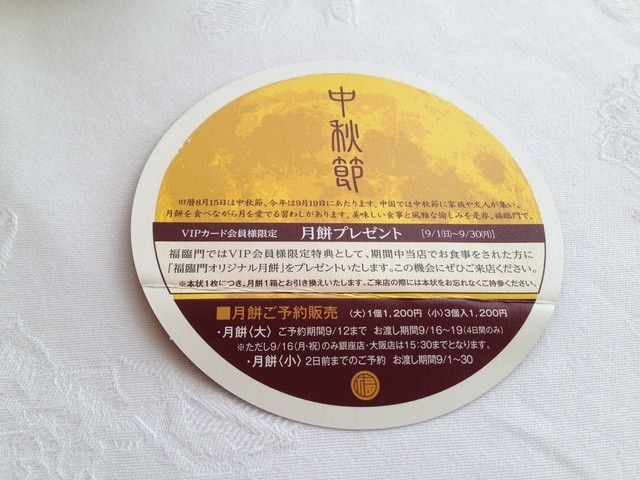 中秋節
旧暦8月15日は中秋節、今年は9月19日にあたります。中国では中秋節に家族や友人が集い、
月餅を食べながら月を愛でる習わしがあります。美味しい食事と風雅な愉しみを是非、福臨門で。
VIPカード会員様限定 月餅プレゼント [9/1(日)~9/30(月)]
福臨門ではVIP会員様限定特典として、期間中当店でお食事をされた方に
「福臨門オリジナル月餅」をプレゼントいたします。この機会にぜひご来店ください。
※本状1枚につき、月餅1箱とお引き換えいたします。ご来店の際には本状をお忘れなくご持参ください。
■月餅ご予約販売 〈大〉1個1,200円 〈小〉3個入1,200円
・月餅〈大〉 ご予約期間9/12まで お渡し期間9/16~19(4日間のみ)
※ただし9/16(月・祝)のみ銀座店・大阪店は15:30までとなります。
・月餅〈小〉 2日前までのご予約 お渡し期間9/1~30